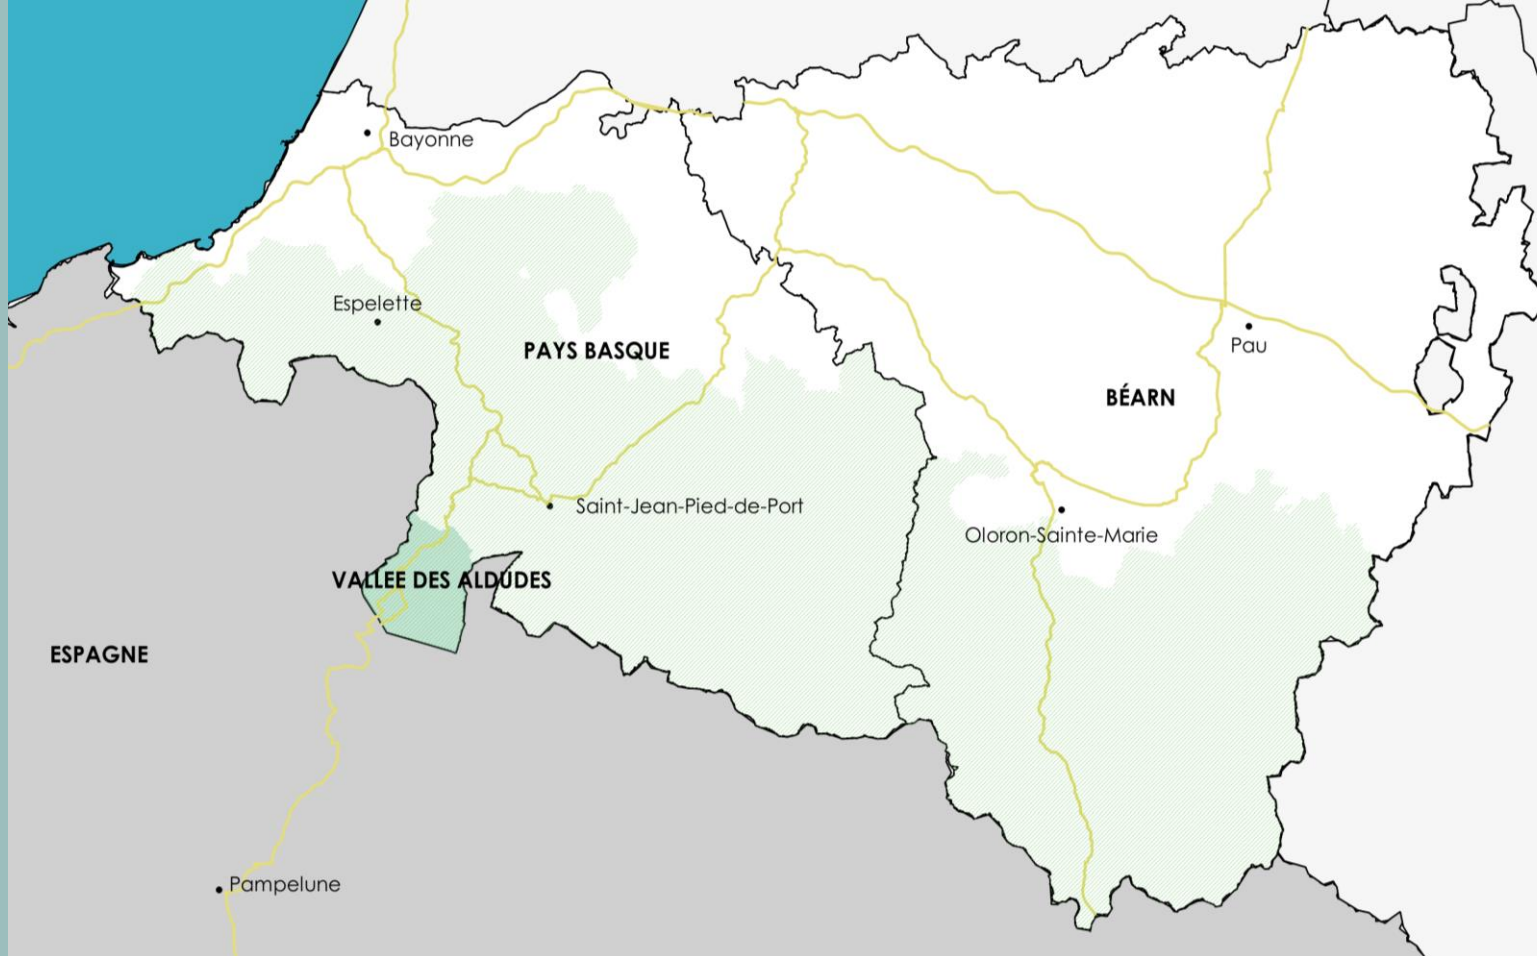 Bayonne
Espelette
PAYS BASQUE
Pau
BÉARN
Saint-Jean-Pied-de-Port
Oloron-Sainte-Marie
VALLEE DES ALDUDES
ESPAGNE
Pampelune